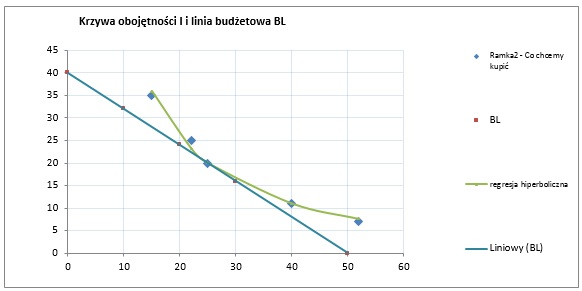 Krzywa obojętności I i linia budżetowa BL
45
40
35
30
25
20
15
10
5
0
0 10 20 30 40 50 60
Ramka2 - Co chcemy
kupić
BL
regresja hiperboliczna
Liniowy (BL)